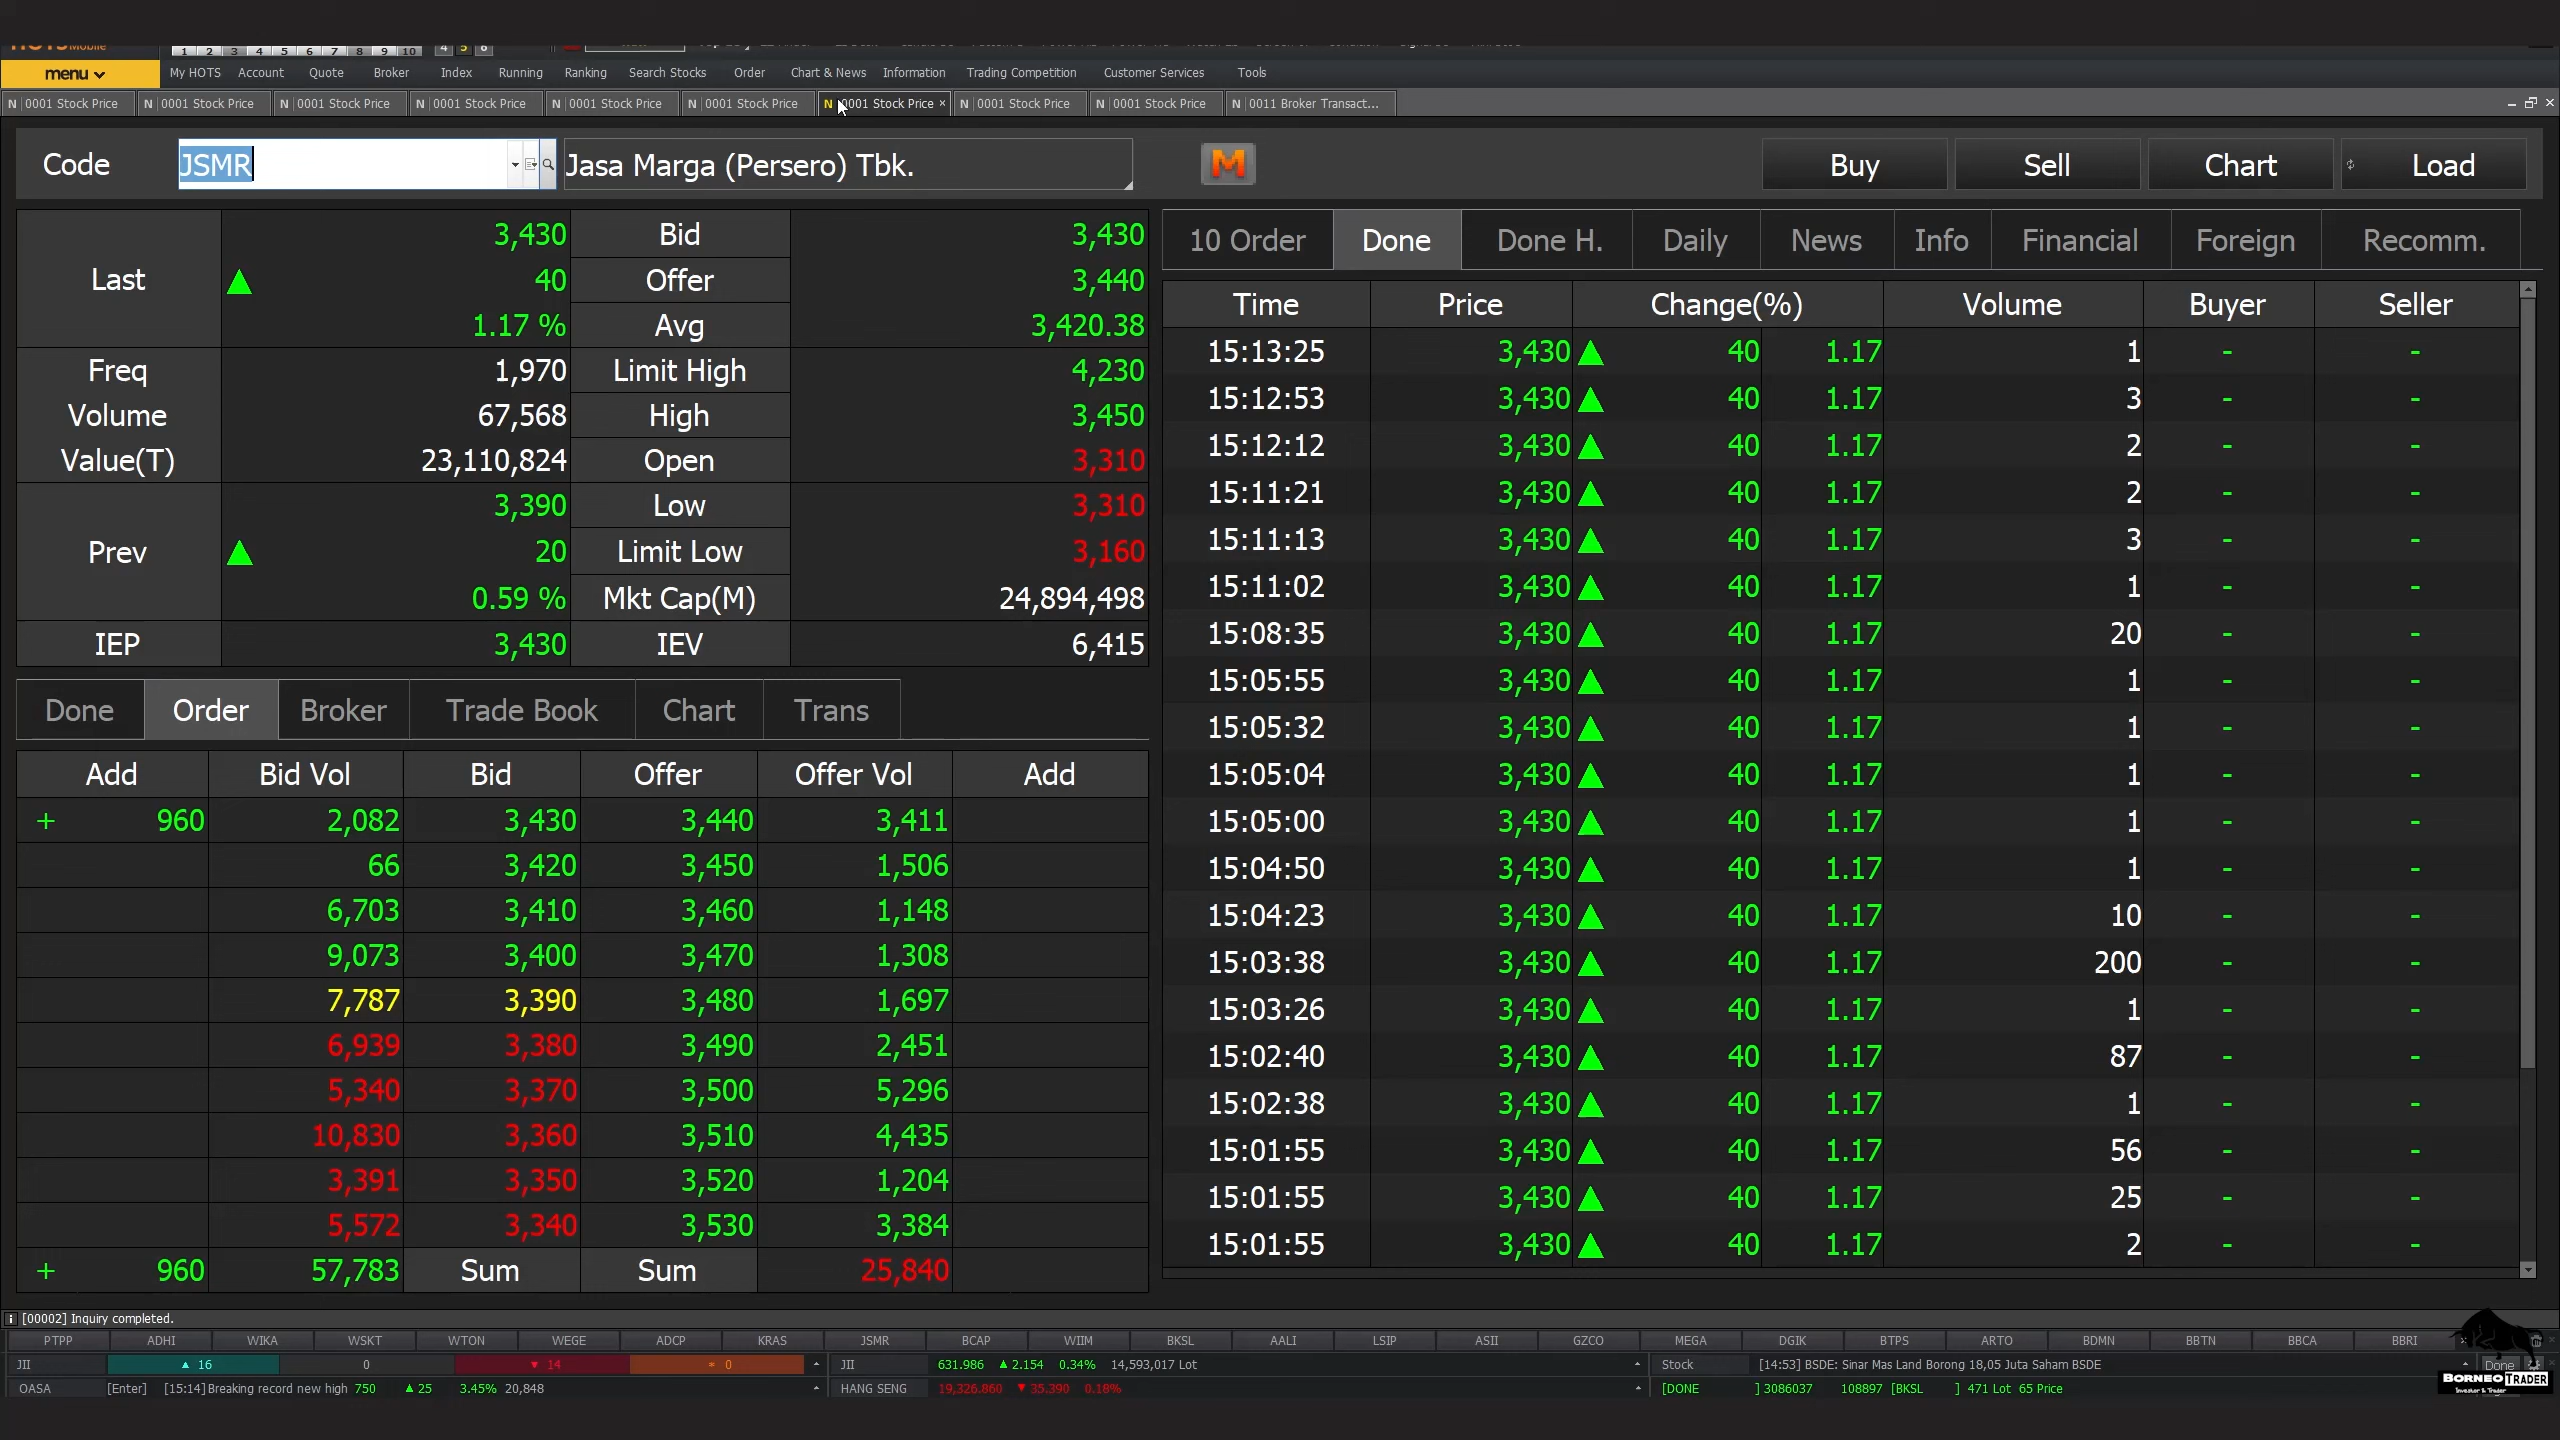 menu My HOTS Account Quote Broker Index Running Ranking Search Stocks Order Chart & News Information Trading Competition Customer Services Tools
N 0001 Stock Price N 0001 Stock Price N 0001 Stock Price N 0001 Stock Price N 0001 Stock Price N 0001 Stock Price N 0001 Stock Price × N 0001 Stock Price N 0001 Stock Price N 0011 Broker Transact...
Code JSMR Jasa Marga (Persero) Tbk. M Buy Sell Chart Load
Last ▲ 3,430 40 1.17 %
Bid 3,430
Offer 3,440
Avg 3,420.38
Freq 1,970 Limit High 4,230
Volume 67,568 High 3,450
Value(T) 23,110,824 Open 3,310
Prev ▲ 3,390 20 0.59 %
Low 3,310
Limit Low 3,160
Mkt Cap(M) 24,894,498
IEP 3,430 IEV 6,415
Done Order Broker Trade Book Chart Trans
Add Bid Vol Bid Offer Offer Vol Add
+ 960 2,082 3,430 3,440 3,411
66 3,420 3,450 1,506
6,703 3,410 3,460 1,148
9,073 3,400 3,470 1,308
7,787 3,390 3,480 1,697
6,939 3,380 3,490 2,451
5,340 3,370 3,500 5,296
10,830 3,360 3,510 4,435
3,391 3,350 3,520 1,204
5,572 3,340 3,530 3,384
+ 960 57,783 Sum Sum 25,840
10 Order Done Done H. Daily News Info Financial Foreign Recomm.
Time Price Change(%) Volume Buyer Seller
15:13:25 3,430 ▲ 40 1.17 1 - -
15:12:53 3,430 ▲ 40 1.17 3 - -
15:12:12 3,430 ▲ 40 1.17 2 - -
15:11:21 3,430 ▲ 40 1.17 2 - -
15:11:13 3,430 ▲ 40 1.17 3 - -
15:11:02 3,430 ▲ 40 1.17 1 - -
15:08:35 3,430 ▲ 40 1.17 20 - -
15:05:55 3,430 ▲ 40 1.17 1 - -
15:05:32 3,430 ▲ 40 1.17 1 - -
15:05:04 3,430 ▲ 40 1.17 1 - -
15:05:00 3,430 ▲ 40 1.17 1 - -
15:04:50 3,430 ▲ 40 1.17 1 - -
15:04:23 3,430 ▲ 40 1.17 10 - -
15:03:38 3,430 ▲ 40 1.17 200 - -
15:03:26 3,430 ▲ 40 1.17 1 - -
15:02:40 3,430 ▲ 40 1.17 87 - -
15:02:38 3,430 ▲ 40 1.17 1 - -
15:01:55 3,430 ▲ 40 1.17 56 - -
15:01:55 3,430 ▲ 40 1.17 25 - -
15:01:55 3,430 ▲ 40 1.17 2 - -
[00002] Inquiry completed.
PTPP ADHI WIKA WSKT WTON WEGE ADCP KRAS JSMR BCAP WIIM BKSL AALI LSIP ASII GZCO MEGA DGIK BTPS ARTO BDMN BBTN BBCA BBRI
JII ▲ 16 0 ▼ 14 0 JII 631.986 ▲ 2.154 0.34% 14,593,017 Lot Stock [14:53] BSDE: Sinar Mas Land Borong 18,05 Juta Saham BSDE Done
OASA [Enter] [15:14]Breaking record new high 750 ▲ 25 3.45% 20,848 HANG SENG 19,326.860 ▼ 35.390 0.18% [DONE ] 3086037 108897 [BKSL ] 471 Lot 65 Price
BORNEO TRADER
Investor & Trader